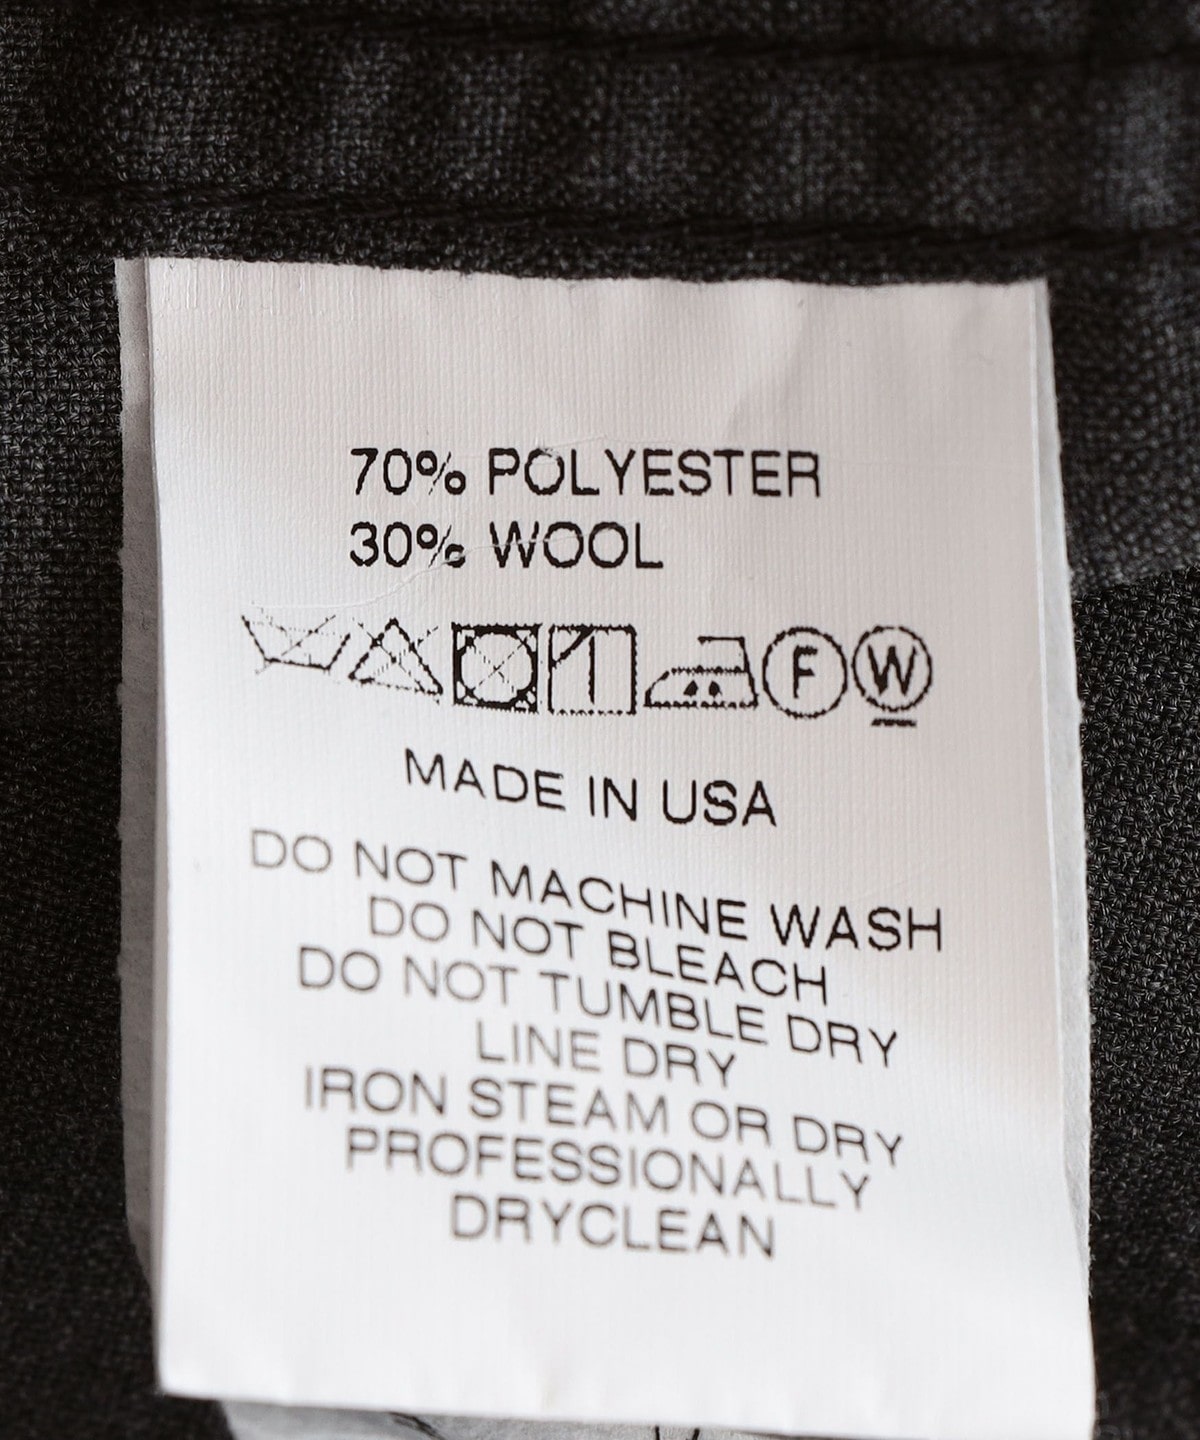 70% POLYESTER
30% WOOL
F W
MADE IN USA
DO NOT MACHINE WASH
DO NOT BLEACH
DO NOT TUMBLE DRY
LINE DRY
IRON STEAM OR DRY
PROFESSIONALLY
DRYCLEAN